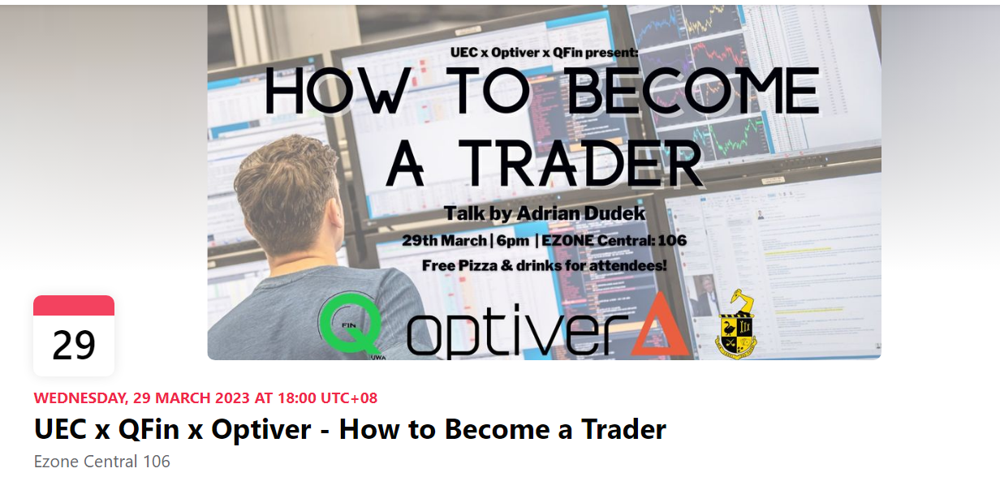 UEC x Optiver x QFin present:
HOW TO BECOME
A TRADER
Talk by Adrian Dudek
29th March | 6pm | EZONE Central: 106
Free Pizza & drinks for attendees!
FIN
UWA
optiver
29
WEDNESDAY, 29 MARCH 2023 AT 18:00 UTC+08
UEC x QFin x Optiver - How to Become a Trader
Ezone Central 106